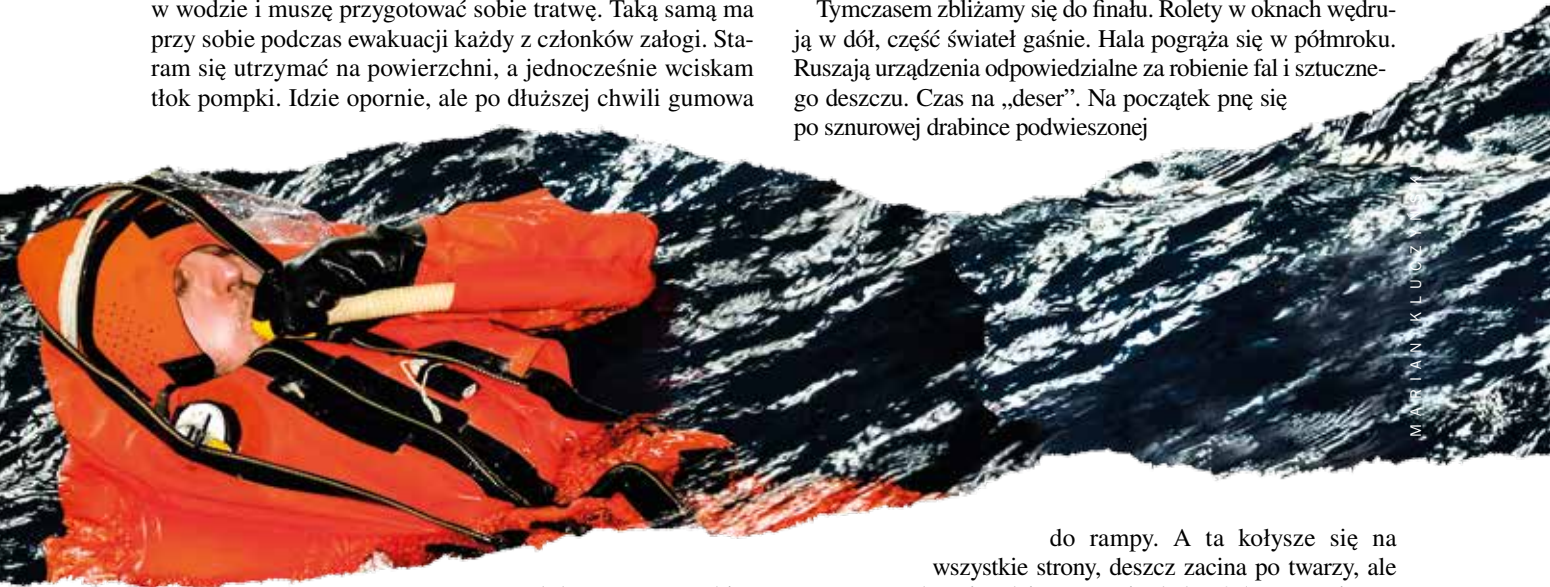 w wodzie i muszę przygotować sobie tratwę. Taką samą ma
przy sobie podczas ewakuacji każdy z członków załogi. Sta-
ram się utrzymać na powierzchni, a jednocześnie wciskam
tłok pompki. Idzie opornie, ale po dłuższej chwili gumowa
Tymczasem zbliżamy się do finału. Rolety w oknach wędru-
ją w dół, część świateł gaśnie. Hala pogrąża się w półmroku.
Ruszają urządzenia odpowiedzialne za robienie fal i sztuczne-
go deszczu. Czas na „deser”. Na początek pnę się
po sznurowej drabince podwieszonej
do rampy. A ta kołysze się na
wszystkie strony, deszcz zacina po twarzy, ale
MARIAN